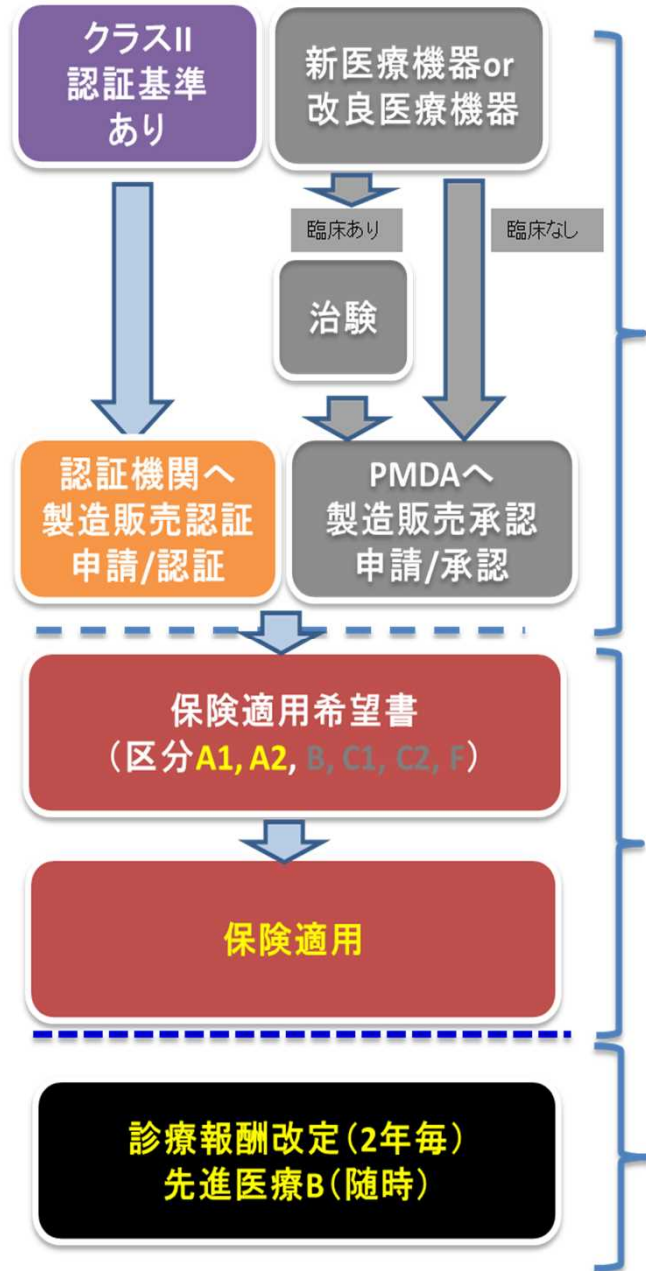 クラスII
認証基準
あり
新医療機器or
改良医療機器
臨床あり
臨床なし
治験
認証機関へ
製造販売認証
申請/認証
PMDAへ
製造販売承認
申請/承認
保険適用希望書
（区分A1, A2, B, C1, C2, F）
保険適用
診療報酬改定（2年毎）
先進医療B（随時）